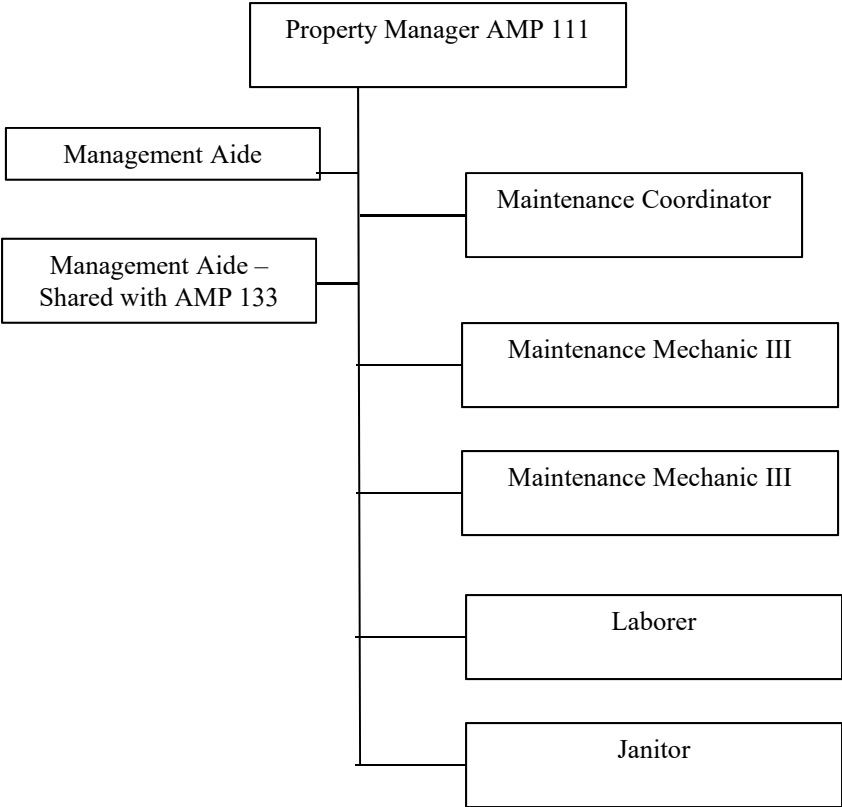 Property Manager AMP 111
Management Aide
Maintenance Coordinator
Management Aide –
Shared with AMP 133
Maintenance Mechanic III
Maintenance Mechanic III
Laborer
Janitor